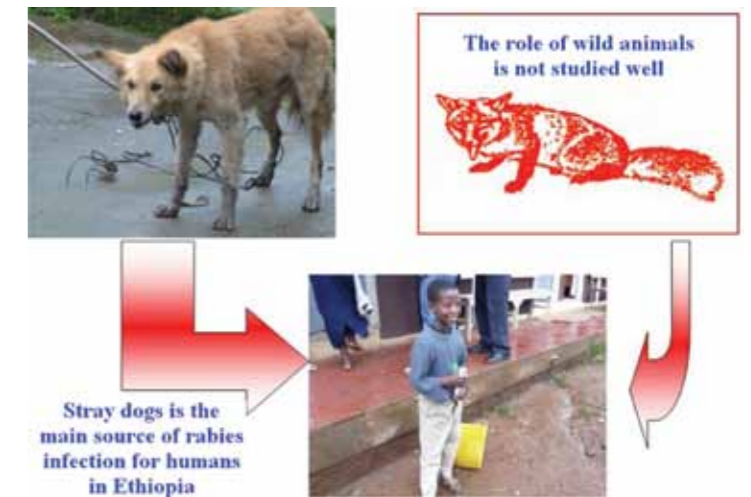 The role of wild animals
is not studied well
Stray dogs is the
main source of rabies
infection for humans
in Ethiopia